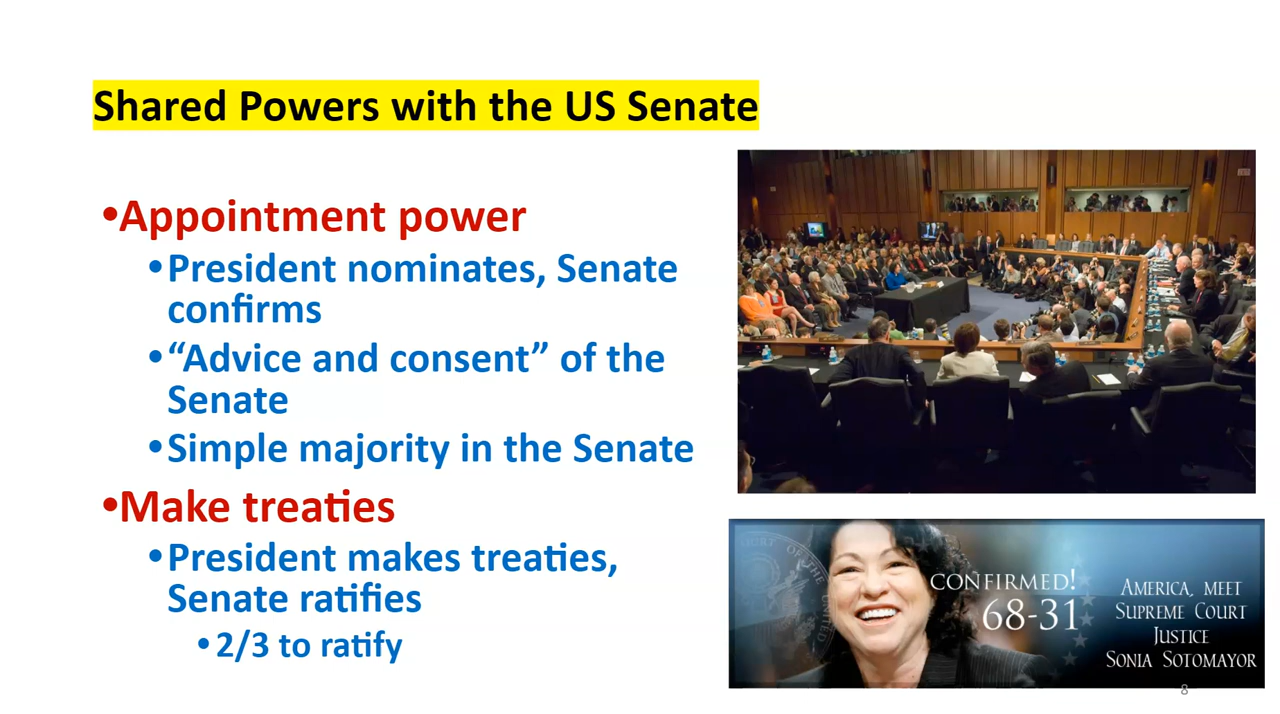 Shared Powers with the US Senate
•Appointment power
•President nominates, Senate
confirms
•“Advice and consent” of the
Senate
•Simple majority in the Senate
•Make treaties
•President makes treaties,
Senate ratifies
•2/3 to ratify
CONFIRMED!
68-31
AMERICA, MEET
SUPREME COURT
JUSTICE
SONIA SOTOMAYOR
8